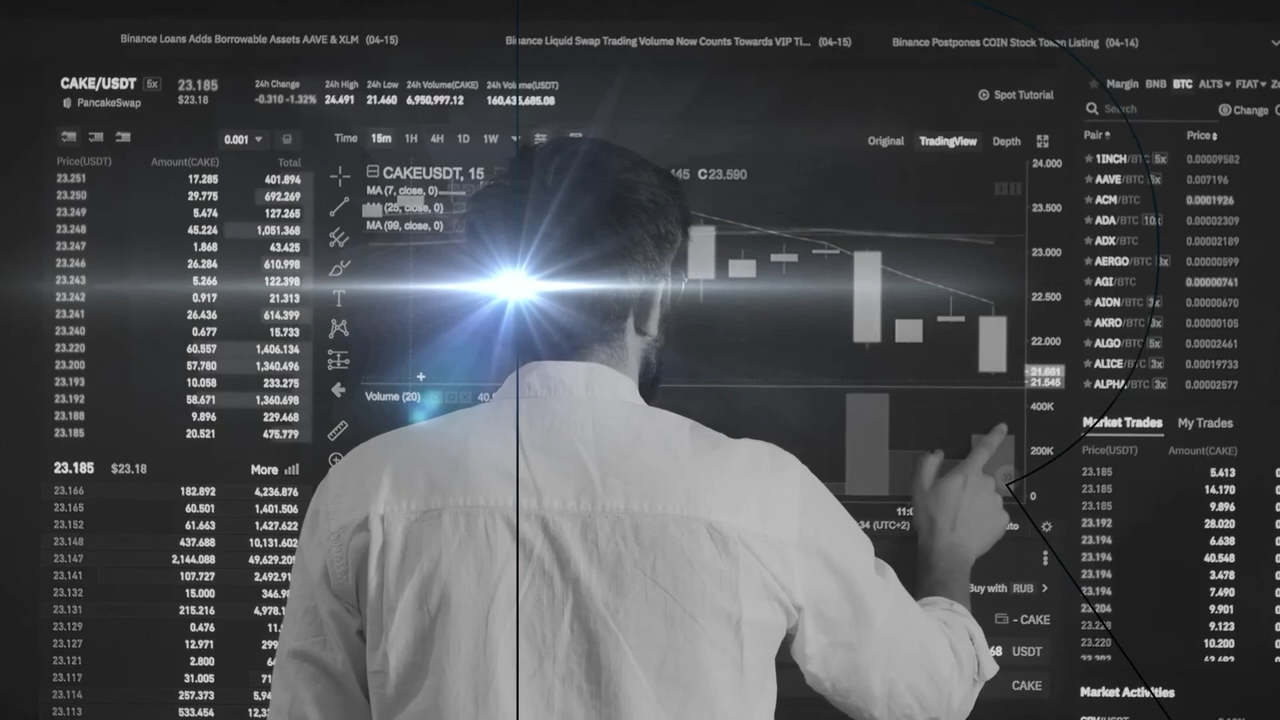 Binance Loans Adds Borrowable Assets AAVE & XLM (04-15)
Binance Liquid Swap Trading Volume Now Counts Towards VIP Ti... (04-15)
Binance Postpones COIN Stock Token Listing (04-14)
CAKE/USDT 5x 23.185
PancakeSwap $23.18
24h Change 24h High 24h Low 24h Volume(CAKE) 24h Volume(USDT)
-0.310 -1.32% 24,491 21.460 6,950,997.12 160,435,685.08
Spot Tutorial
0.001
Time 15m 1H 4H 1D 1W
Original TradingView Depth
Price(USDT) Amount(CAKE) Total
23.251 17.285 401.894
23.250 29.775 692.269
23.249 5.474 127.265
23.248 45.224 1,051.368
23.247 1.868 43.425
23.246 26.284 610.998
23.243 5.266 122.398
23.242 0.917 21.313
23.241 26.436 614.399
23.240 0.677 15.733
23.220 60.557 1,406.134
23.200 57.780 1,340.496
23.193 10.058 233.275
23.192 58.671 1,360.698
23.188 9.896 229.468
23.185 20.521 475.779
23.185 $23.18 More
23.166 182.892 4,236.876
23.165 60.501 1,401.506
23.152 61.663 1,427.622
23.148 437.688 10,131.602
23.147 2,144.088
23.141 107.727
23.132 15.000
23.131 215.216
23.129 0.476
23.127 12.971
23.121 2.800
23.117 31.005
23.114 257.373
23.113 533.454
CAKEUSDT, 15
C23.590
MA (7, close, 0)
(25, close, 0)
MA (99, close, 0)
Volume (20)
24.000
23.500
23.000
22.500
22.000
21.681
21.545
400K
200K
0
(UTC+2)
Buy with RUB
- CAKE
USDT
CAKE
Margin BNB BTC ALTS FIAT
Search Change
Pair Price
1INCH/BTC 5x 0.00009582
AAVE/BTC 5x 0.007196
ACM/BTC 0.0001926
ADA/BTC 0.00002309
ADX/BTC 0.00002189
AERGO/BTC 0.00000599
AGI/BTC 0.00000741
AION/BTC 3x 0.00000670
AKRO/BTC 3x 0.00000105
ALGO/BTC 5x 0.00002461
ALICE/BTC 3x 0.00019733
ALPHA/BTC 3x 0.00002577
Market Trades My Trades
Price(USDT) Amount(CAKE)
23.185 5.413
23.185 14.170
23.185 9.896
23.192 28.020
23.194 6.638
23.194 40.548
23.194 3.478
23.194 7.490
23.204 9.901
9.123
23.220 10.200
Market Activities